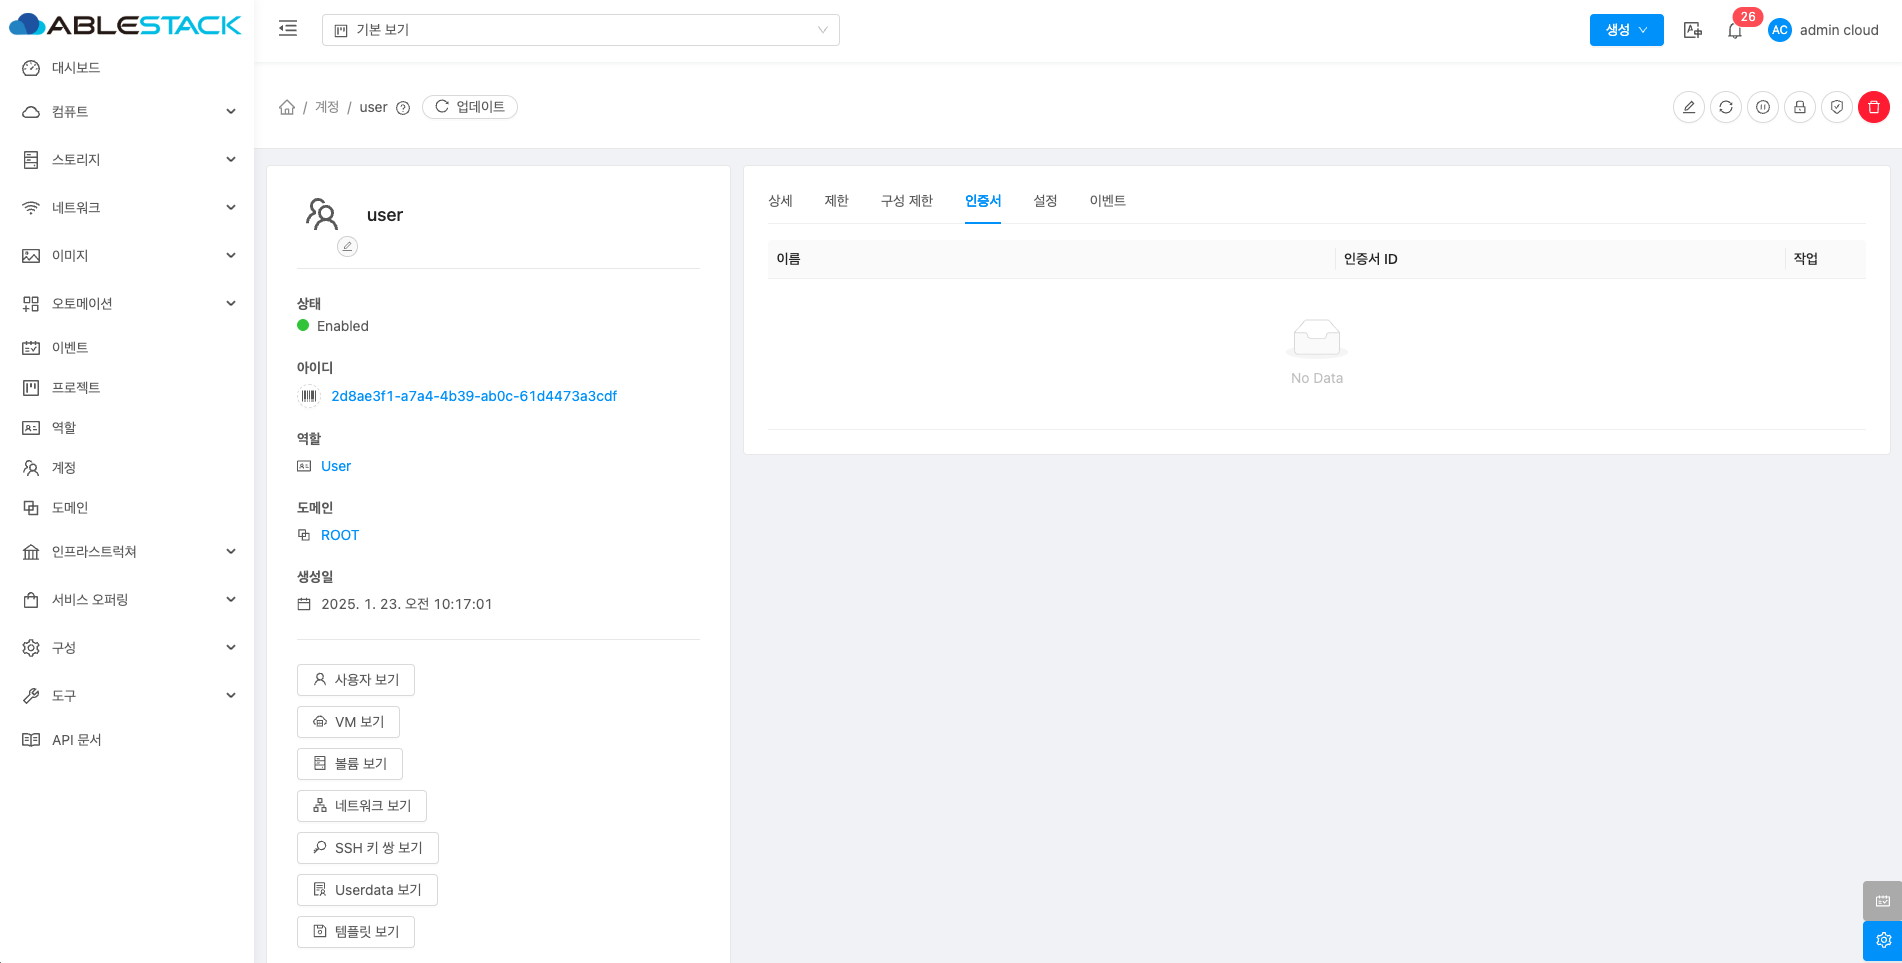 ABLESTACK
기본 보기
생성
26
AC
admin cloud
대시보드
컴퓨트
스토리지
네트워크
이미지
오토메이션
이벤트
프로젝트
역할
계정
도메인
인프라스트럭쳐
서비스 오퍼링
구성
도구
API 문서
/ 계정 / user
업데이트
user
상태
Enabled
아이디
2d8ae3f1-a7a4-4b39-ab0c-61d4473a3cdf
역할
User
도메인
ROOT
생성일
2025. 1. 23. 오전 10:17:01
사용자 보기
VM 보기
볼륨 보기
네트워크 보기
SSH 키 쌍 보기
Userdata 보기
템플릿 보기
상세 제한 구성 제한 인증서 설정 이벤트
이름 인증서 ID 작업
No Data